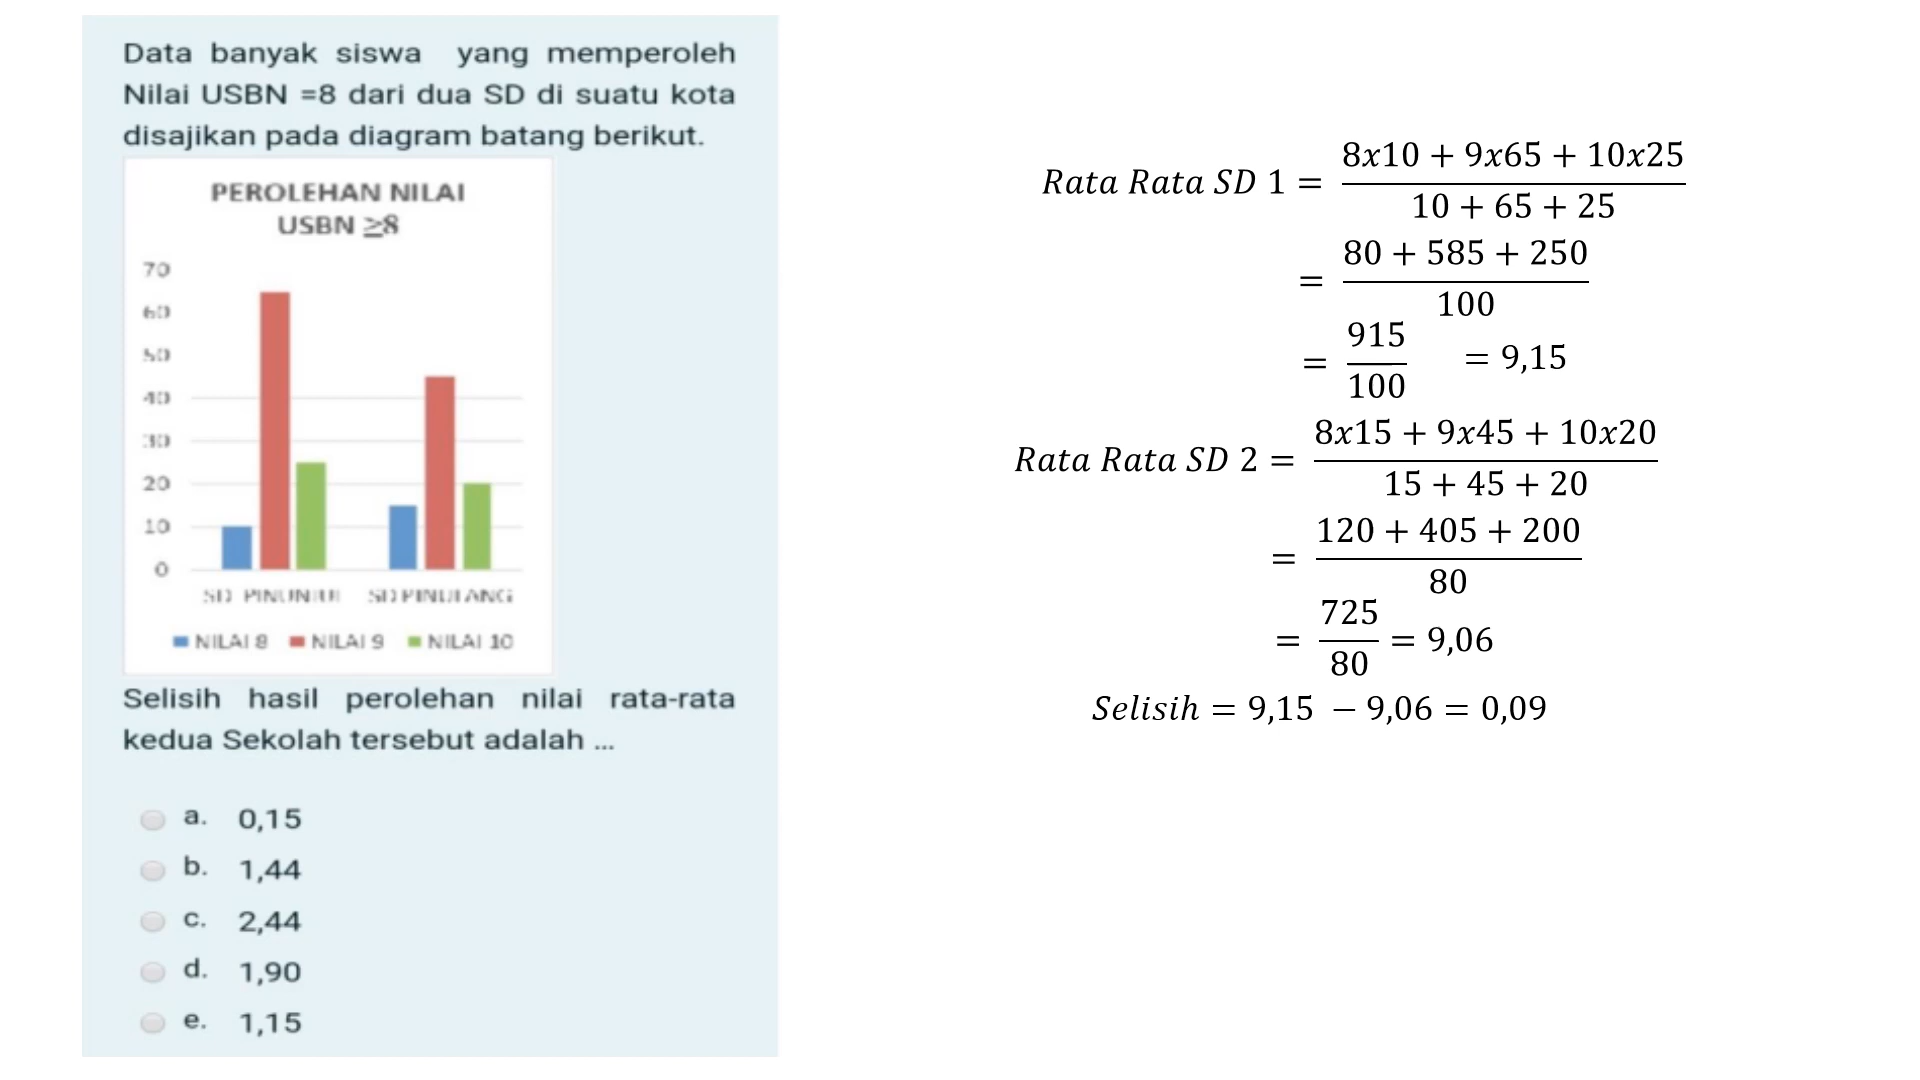 Data banyak siswa yang memperoleh
Nilai USBN =8 dari dua SD di suatu kota
disajikan pada diagram batang berikut.
PEROLEHAN NILAI
USBN ≥8
70
60
50
40
30
20
10
0
SD SD
NILAI 8 NILAI 9 NILAI 10
Selisih hasil perolehan nilai rata-rata
kedua Sekolah tersebut adalah ...
a. 0,15
b. 1,44
c. 2,44
d. 1,90
e. 1,15
Rata Rata SD 1 = (8x10 + 9x65 + 10x25)/(10 + 65 + 25)
= (80 + 585 + 250)/100
= 915/100 = 9,15
Rata Rata SD 2 = (8x15 + 9x45 + 10x20)/(15 + 45 + 20)
= (120 + 405 + 200)/80
= 725/80 = 9,06
Selisih = 9,15 − 9,06 = 0,09